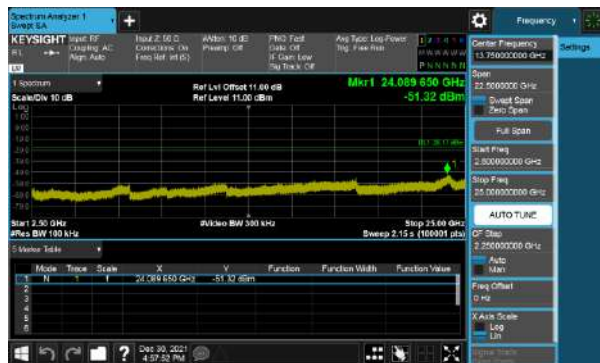 Spectrum Analyzer 1
Swept SA
Frequency
KEYSIGHT
Input: RF
Coupling: AC
Align: Auto
Input Z: 50 Ω
Corrections: On
Freq Ref: Int (S)
#Atten: 10 dB
Preamp: Off
PNO: Fast
Gate: Off
IF Gain: Low
Sig Track: Off
Avg Type: Log-Power
Trig: Free Run
Center Frequency
13.750000000 GHz
Settings
1 Spectrum
Scale/Div 10 dB
Ref Lvl Offset 11.00 dB
Ref Level 11.00 dBm
Mkr1 24.089 650 GHz
-51.32 dBm
Span
22.5000000 GHz
Swept Span
Zero Span
Full Span
Log
Start Freq
2.500000000 GHz
Stop Freq
25.000000000 GHz
AUTO TUNE
Start 2.50 GHz
#Res BW 100 kHz
#Video BW 300 kHz
Stop 25.00 GHz
Sweep 2.15 s (100001 pts)
CF Step
2.250000000 GHz
Auto
Man
5 Marker Table
Mode Trace Scale X Y Function Function Width Function Value
1 N 1 f 24.089 650 GHz -51.32 dBm
2
3
4
5
6
Freq Offset
0 Hz
X Axis Scale
Log
Lin
Signal Track
Dec 30, 2021
4:57:52 PM